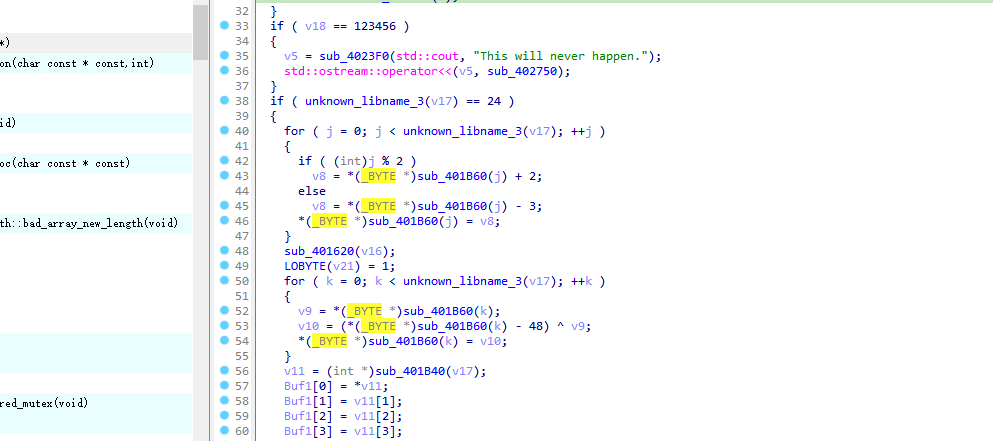 *)
on(char const * const,int)
id)
oc(char const * const)
th::bad_array_new_length(void)
red_mutex(void)
32 }
33 if ( v18 == 123456 )
34 {
35 v5 = sub_4023F0(std::cout, "This will never happen.");
36 std::ostream::operator<<(v5, sub_402750);
37 }
38 if ( unknown_libname_3(v17) == 24 )
39 {
40 for ( j = 0; j < unknown_libname_3(v17); ++j )
41 {
42 if ( (int)j % 2 )
43 v8 = *(_BYTE *)sub_401B60(j) + 2;
44 else
45 v8 = *(_BYTE *)sub_401B60(j) - 3;
46 *(_BYTE *)sub_401B60(j) = v8;
47 }
48 sub_401620(v16);
49 LOBYTE(v21) = 1;
50 for ( k = 0; k < unknown_libname_3(v17); ++k )
51 {
52 v9 = *(_BYTE *)sub_401B60(k);
53 v10 = (*(_BYTE *)sub_401B60(k) - 48) ^ v9;
54 *(_BYTE *)sub_401B60(k) = v10;
55 }
56 v11 = (int *)sub_401B40(v17);
57 Buf1[0] = *v11;
58 Buf1[1] = v11[1];
59 Buf1[2] = v11[2];
60 Buf1[3] = v11[3];